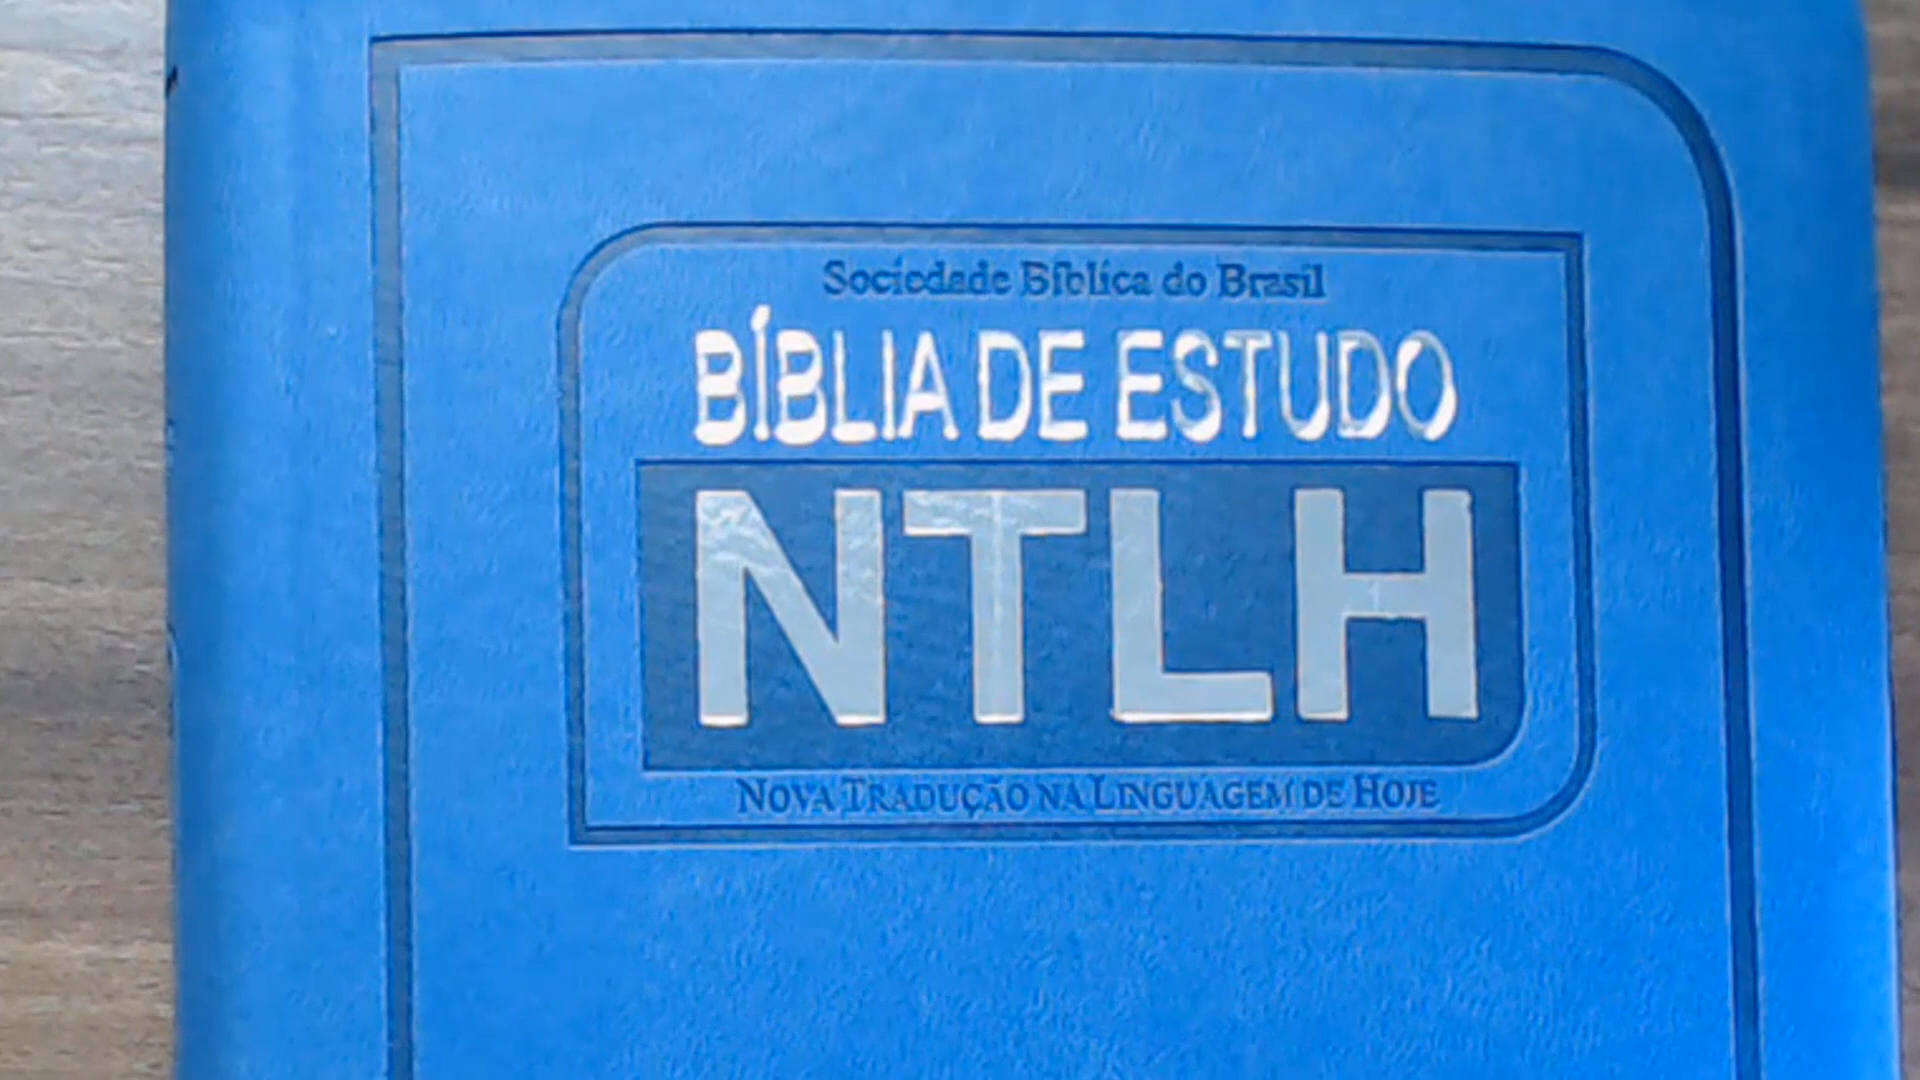 Sociedade Bíblica do Brasil
BÍBLIA DE ESTUDO
NTLH
NOVA TRADUÇÃO NA LINGUAGEM DE HOJE